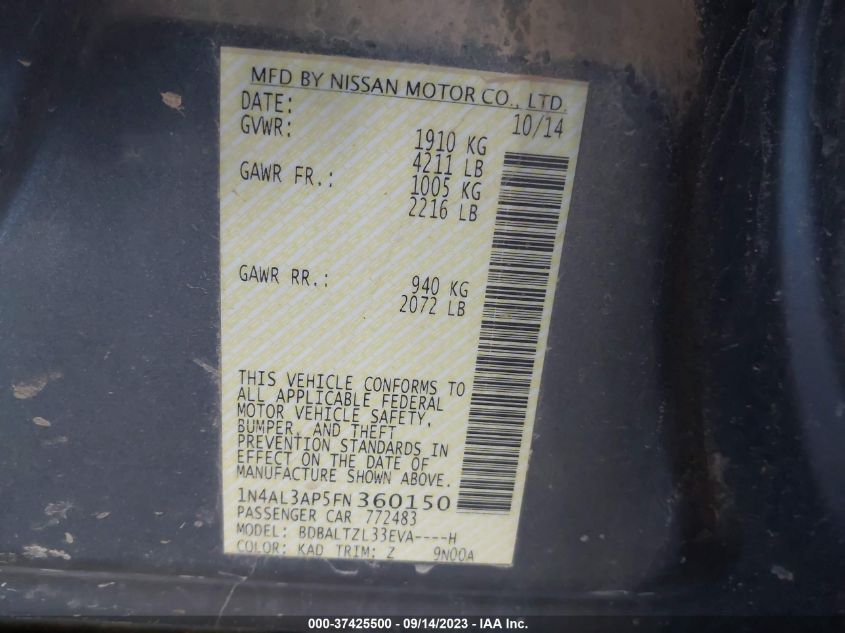 MFD BY NISSAN MOTOR CO., LTD.
DATE: 10/14
GVWR: 1910 KG
4211 LB
GAWR FR.: 1005 KG
2216 LB
GAWR RR.: 940 KG
2072 LB
THIS VEHICLE CONFORMS TO
ALL APPLICABLE FEDERAL
MOTOR VEHICLE SAFETY,
BUMPER, AND THEFT
PREVENTION STANDARDS IN
EFFECT ON THE DATE OF
MANUFACTURE SHOWN ABOVE.
1N4AL3AP5FN360150
PASSENGER CAR 772483
MODEL: BDBALTZL33EVA----H
COLOR: KAD TRIM: Z 9N00A
000-37425500 - 09/14/2023 - IAA Inc.